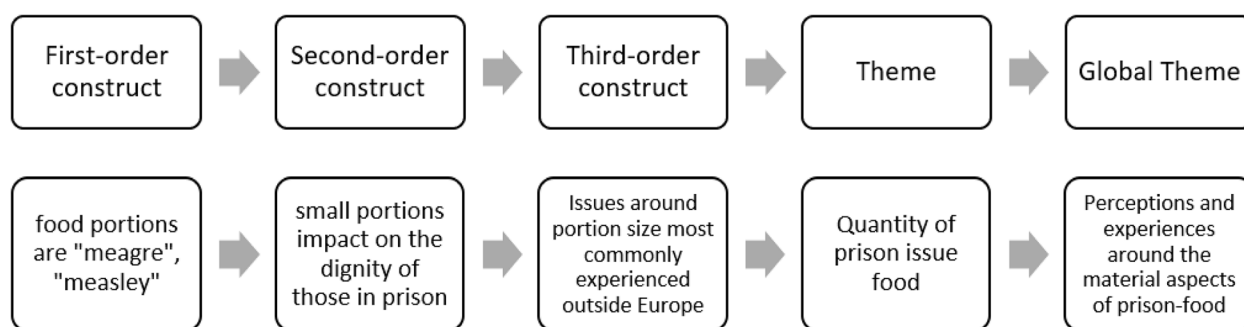 First-order
construct
Second-order
construct
Third-order
construct
Theme
Global Theme
food portions
are "meagre",
"measley"
small portions
impact on the
dignity of
those in prison
Issues around
portion size most
commonly
experienced
outside Europe
Quantity of
prison issue
food
Perceptions and
experiences
around the
material aspects
of prison-food